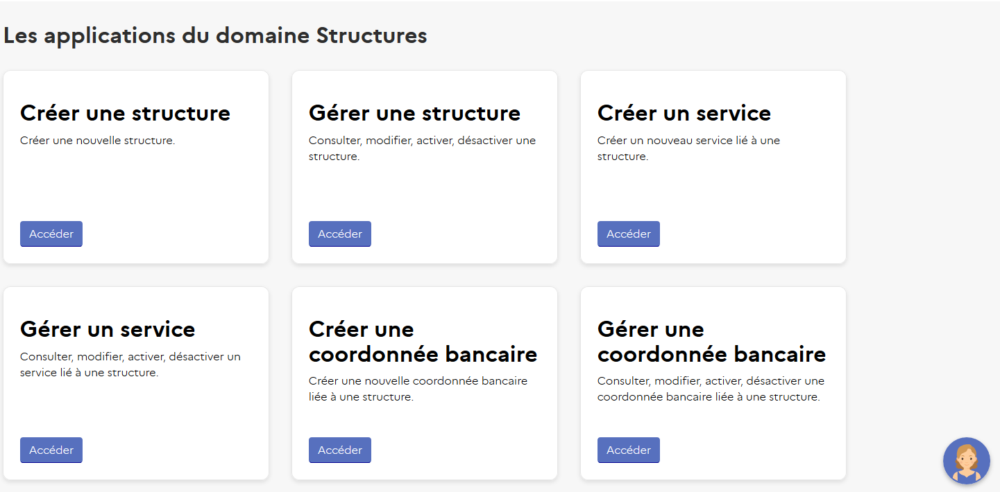 Les applications du domaine Structures
Créer une structure
Créer une nouvelle structure.
Accéder
Gérer une structure
Consulter, modifier, activer, désactiver une
structure.
Accéder
Créer un service
Créer un nouveau service lié à une
structure.
Accéder
Gérer un service
Consulter, modifier, activer, désactiver un
service lié à une structure.
Accéder
Créer une
coordonnée bancaire
Créer une nouvelle coordonnée bancaire
liée à une structure.
Accéder
Gérer une
coordonnée bancaire
Consulter, modifier, activer, désactiver une
coordonnée bancaire liée à une structure.
Accéder